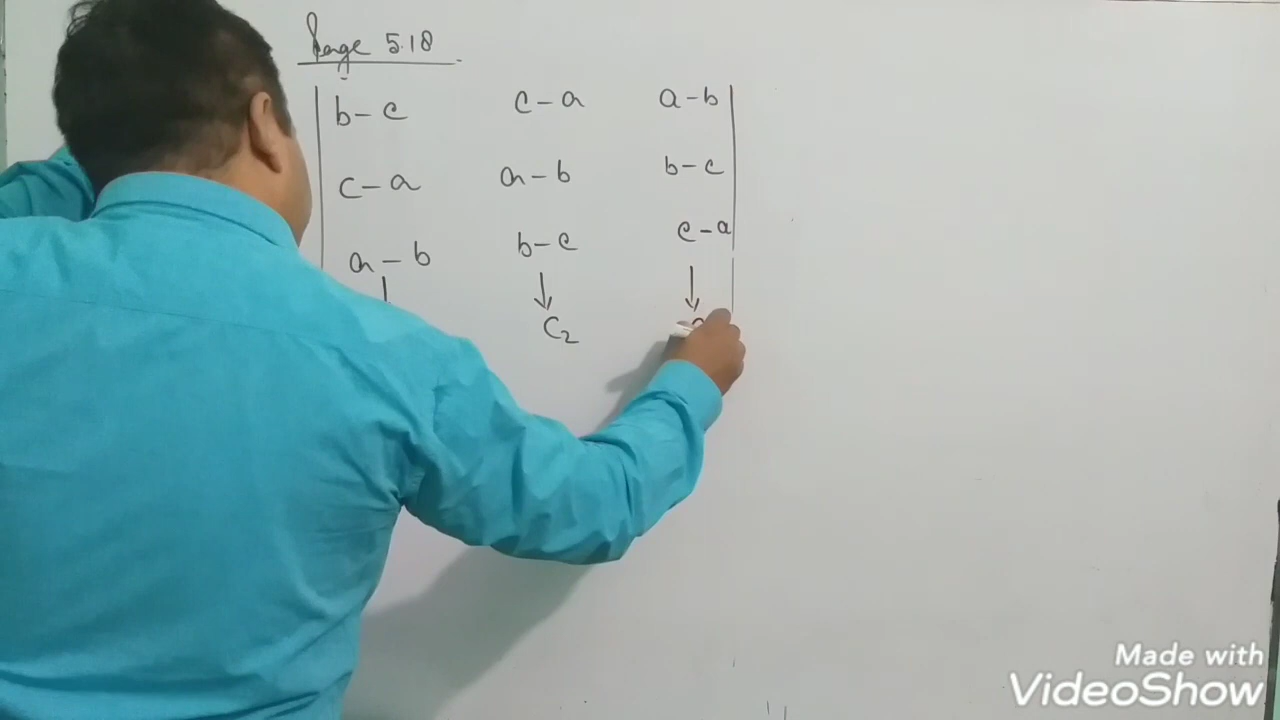 Page 5.18
b-c c-a a-b
c-a a-b b-c
a-b b-c c-a
↓ ↓
C2
Made with
VideoShow